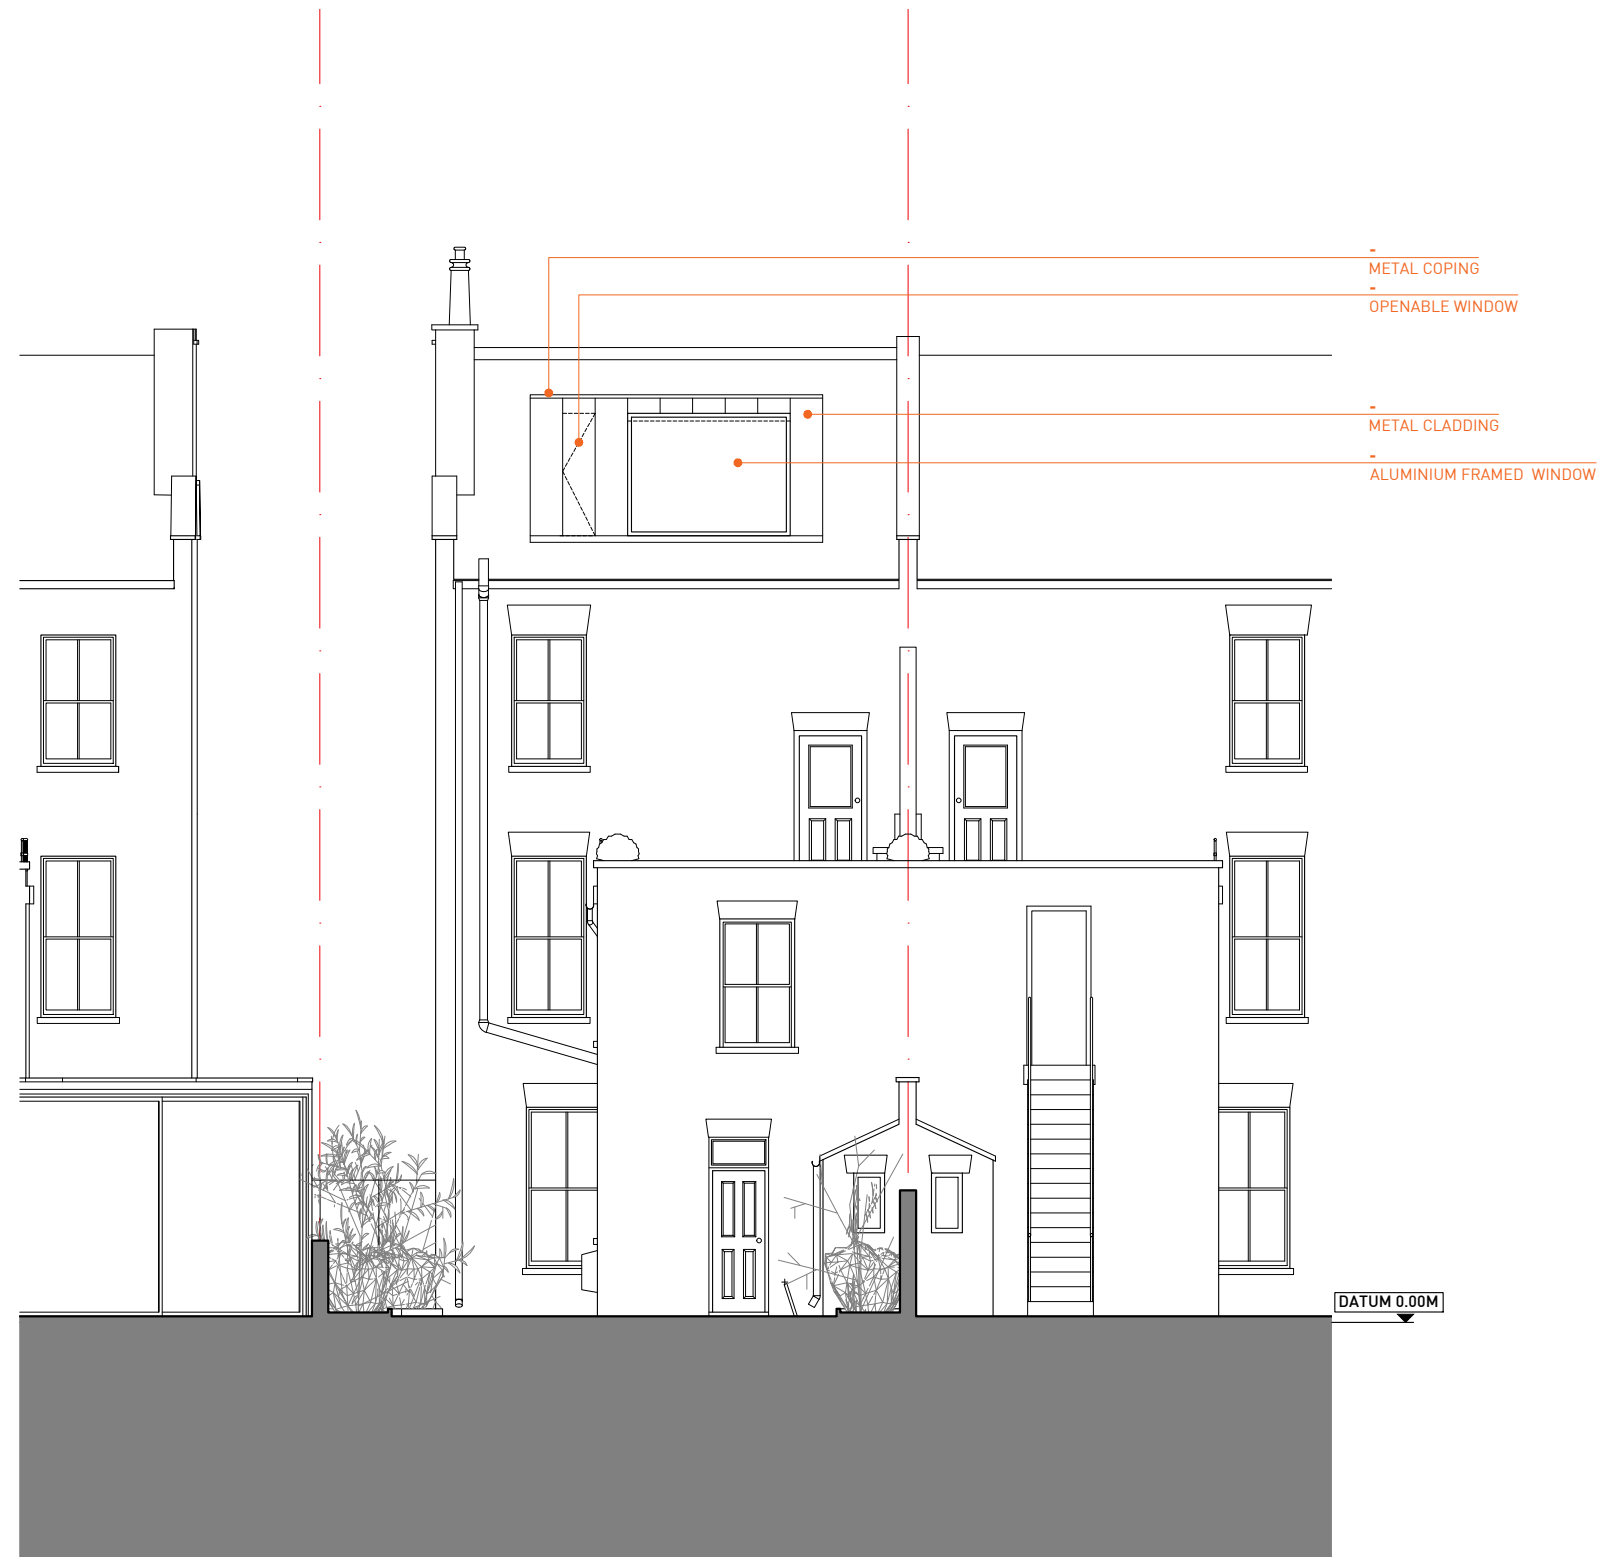 -
METAL COPING
-
OPENABLE WINDOW
-
METAL CLADDING
-
ALUMINIUM FRAMED WINDOW
DATUM 0.00M